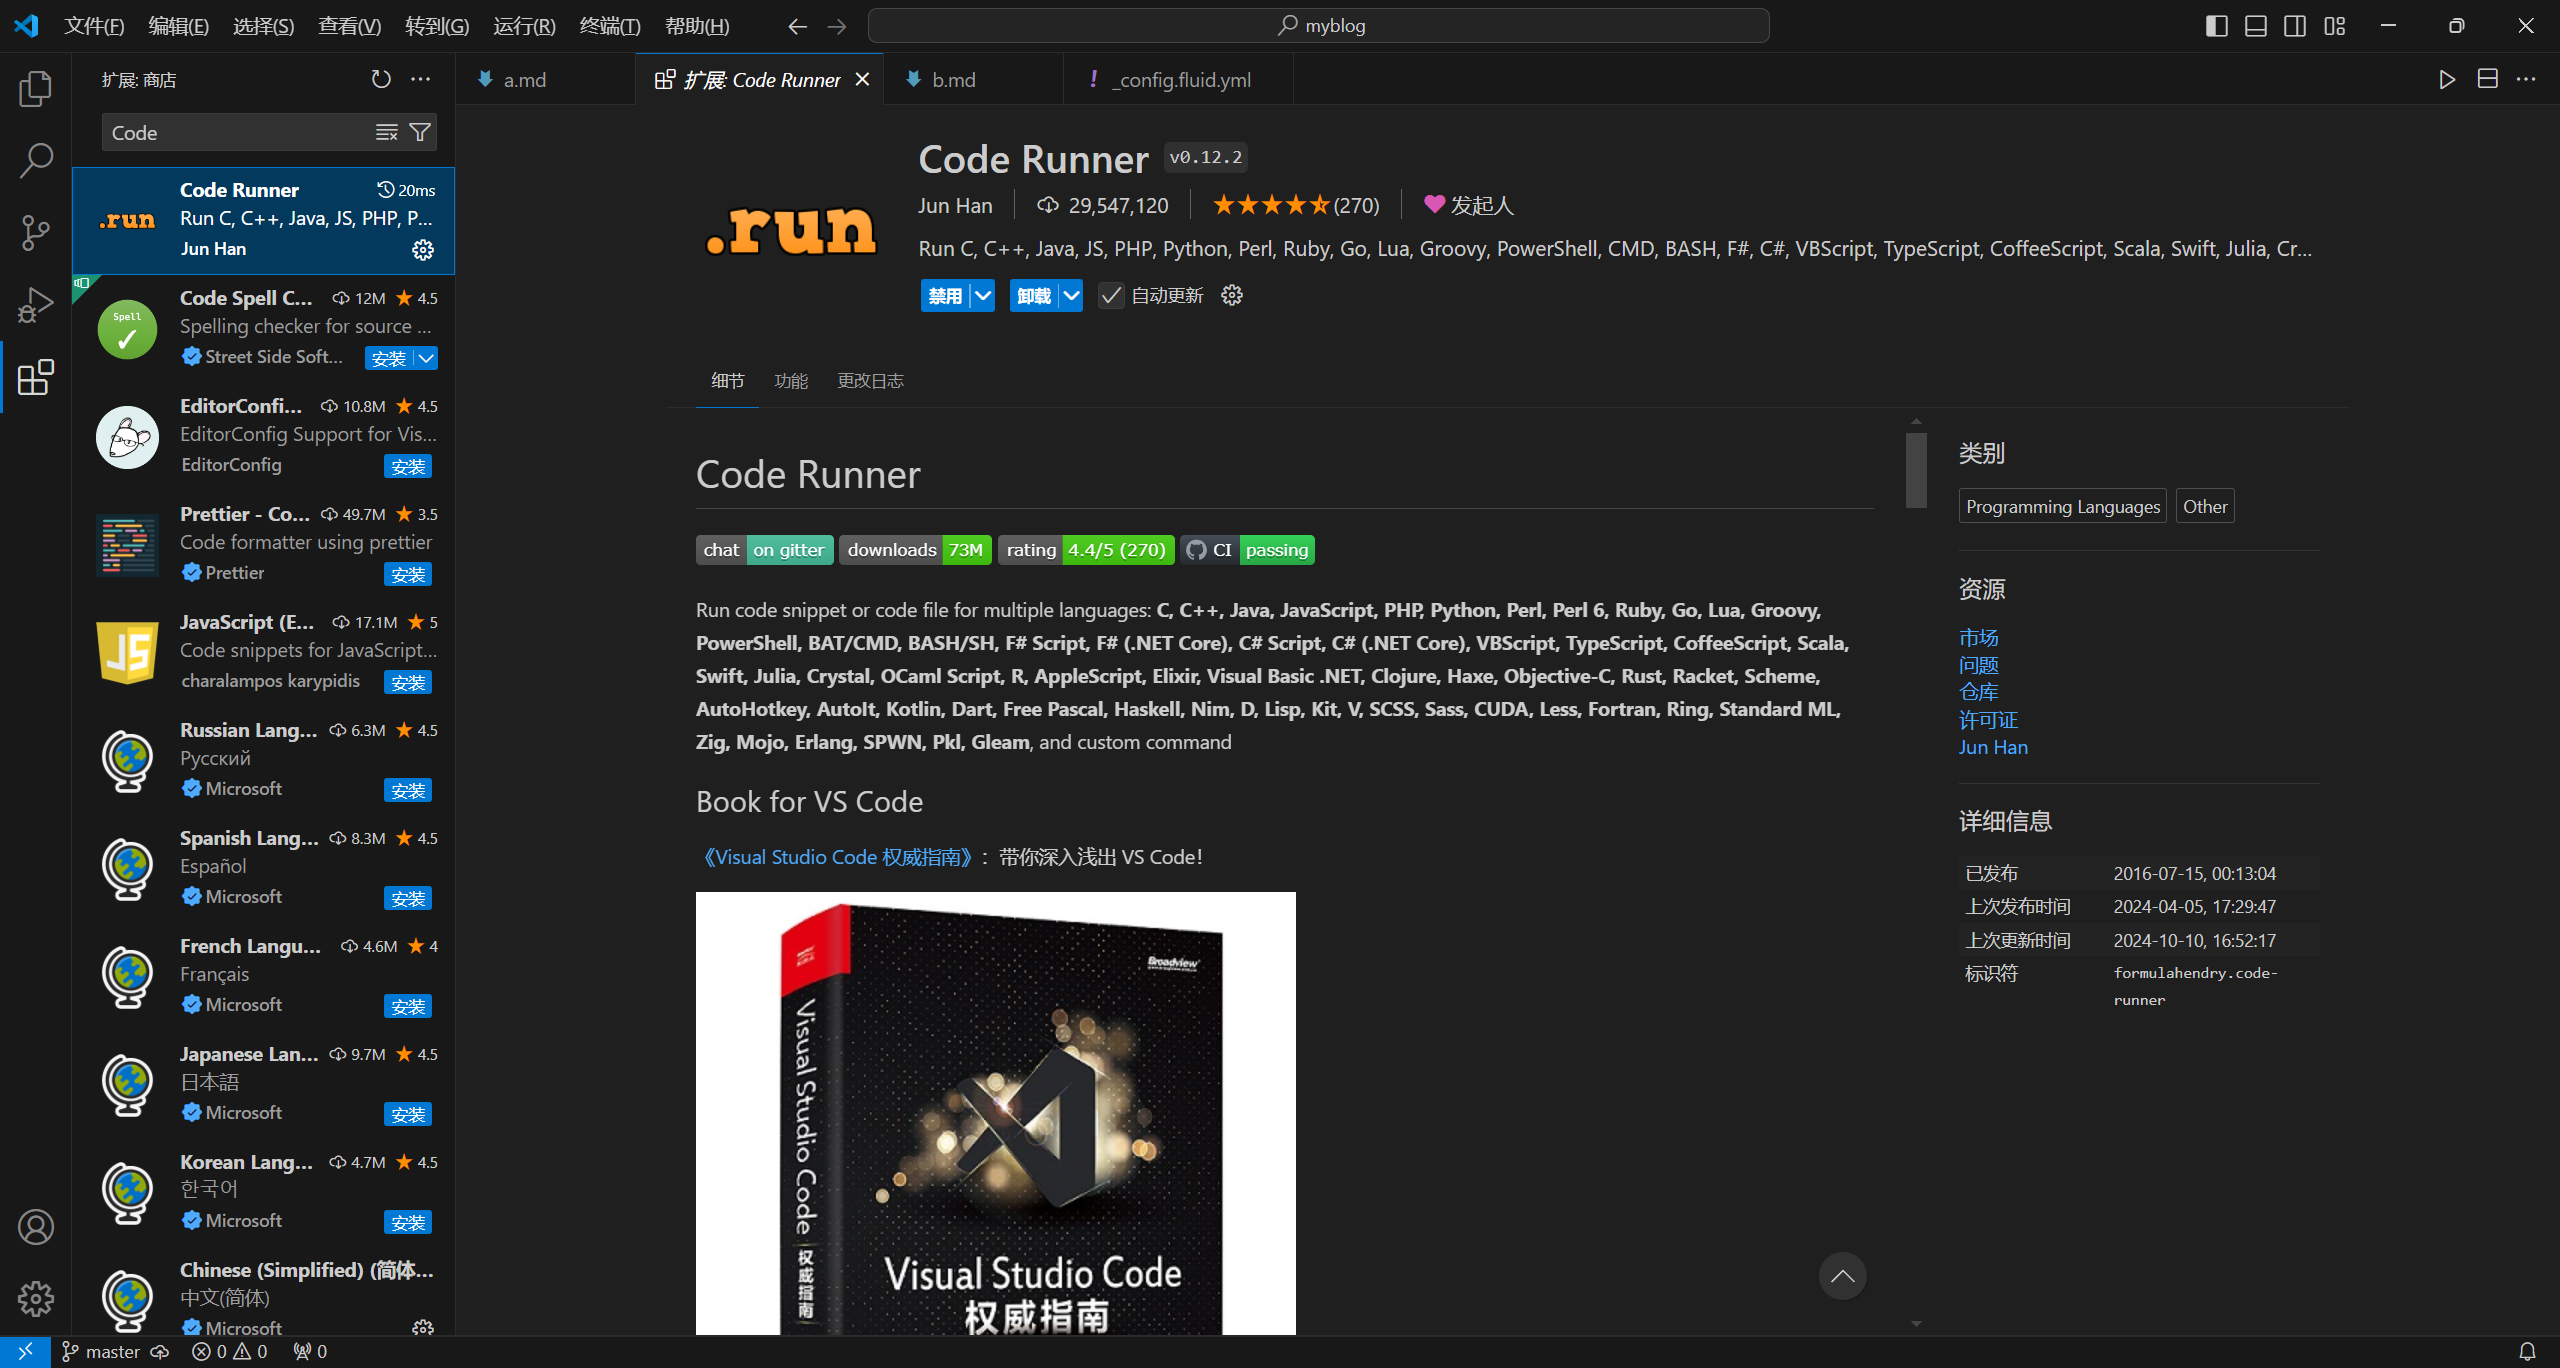 文件(F) 编辑(E) 选择(S) 查看(V) 转到(G) 运行(R) 终端(T) 帮助(H) myblog
扩展: 商店
a.md 扩展: Code Runner b.md ! _config.fluid.yml
Code
Code Runner 20ms
Run C, C++, Java, JS, PHP, P...
Jun Han
Code Spell C... 12M 4.5
Spelling checker for source ...
Street Side Soft... 安装
EditorConfi... 10.8M 4.5
EditorConfig Support for Vis...
EditorConfig 安装
Prettier - Co... 49.7M 3.5
Code formatter using prettier
Prettier 安装
JavaScript (E... 17.1M 5
Code snippets for JavaScript...
charalampos karypidis 安装
Russian Lang... 6.3M 4.5
Русский
Microsoft 安装
Spanish Lang... 8.3M 4.5
Español
Microsoft 安装
French Langu... 4.6M 4
Français
Microsoft 安装
Japanese Lan... 9.7M 4.5
日本語
Microsoft 安装
Korean Lang... 4.7M 4.5
한국어
Microsoft 安装
Chinese (Simplified) (简体...
中文(简体)
Microsoft
.run
Spell
JS
.run
Code Runner v0.12.2
Jun Han 29,547,120 (270) 发起人
Run C, C++, Java, JS, PHP, Python, Perl, Ruby, Go, Lua, Groovy, PowerShell, CMD, BASH, F#, C#, VBScript, TypeScript, CoffeeScript, Scala, Swift, Julia, Cr...
禁用 卸载 自动更新
细节 功能 更改日志
Code Runner
chat on gitter downloads 73M rating 4.4/5 (270) CI passing
Run code snippet or code file for multiple languages: C, C++, Java, JavaScript, PHP, Python, Perl, Perl 6, Ruby, Go, Lua, Groovy,
PowerShell, BAT/CMD, BASH/SH, F# Script, F# (.NET Core), C# Script, C# (.NET Core), VBScript, TypeScript, CoffeeScript, Scala,
Swift, Julia, Crystal, OCaml Script, R, AppleScript, Elixir, Visual Basic .NET, Clojure, Haxe, Objective-C, Rust, Racket, Scheme,
AutoHotkey, AutoIt, Kotlin, Dart, Free Pascal, Haskell, Nim, D, Lisp, Kit, V, SCSS, Sass, CUDA, Less, Fortran, Ring, Standard ML,
Zig, Mojo, Erlang, SPWN, Pkl, Gleam, and custom command
Book for VS Code
《Visual Studio Code 权威指南》：带你深入浅出 VS Code!
Broadview
Visual Studio Code 权威指南
Visual Studio Code
权威指南
类别
Programming Languages Other
资源
市场
问题
仓库
许可证
Jun Han
详细信息
已发布 2016-07-15, 00:13:04
上次发布时间 2024-04-05, 17:29:47
上次更新时间 2024-10-10, 16:52:17
标识符 formulahendry.code-
runner
master 0 0 0